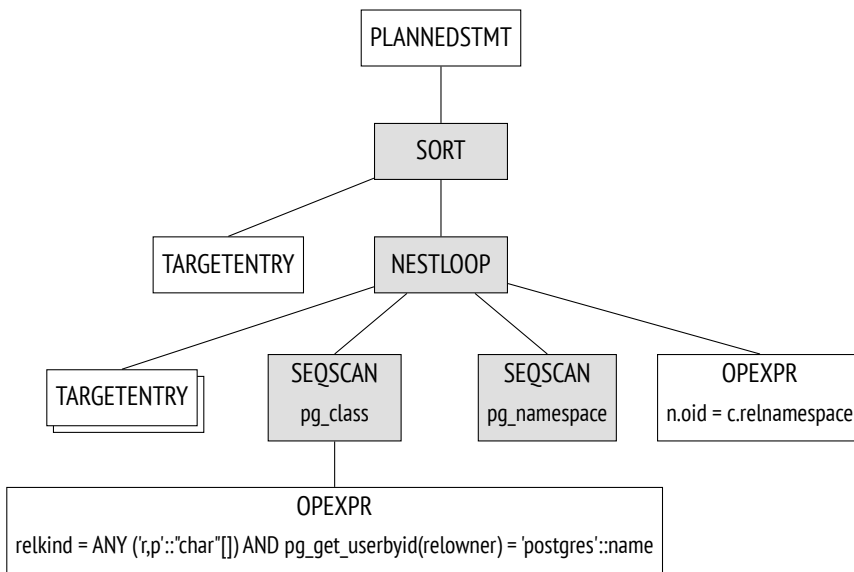 PLANNEDSTMT
SORT
TARGETENTRY
NESTLOOP
TARGETENTRY
SEQSCAN
pg_class
SEQSCAN
pg_namespace
OPEXPR
n.oid = c.relnamespace
OPEXPR
relkind = ANY ('r,p'::"char"[]) AND pg_get_userbyid(relowner) = 'postgres'::name